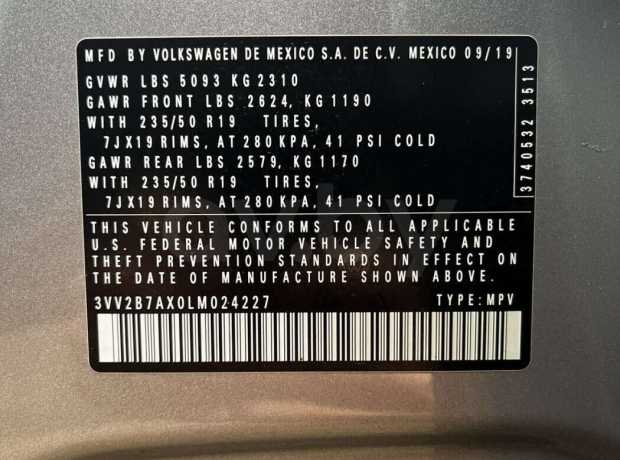 MFD BY VOLKSWAGEN DE MEXICO S.A. DE C.V. MEXICO 09/19
GVWR LBS 5093 KG 2310
GAWR FRONT LBS 2624, KG 1190
WITH 235/50 R19 TIRES,
7JX19 RIMS, AT 280 KPA, 41 PSI COLD
GAWR REAR LBS 2579, KG 1170
WITH 235/50 R19 TIRES,
7JX19 RIMS, AT 280 KPA, 41 PSI COLD
THIS VEHICLE CONFORMS TO ALL APPLICABLE
U.S. FEDERAL MOTOR VEHICLE SAFETY AND
THEFT PREVENTION STANDARDS IN EFFECT ON
THE DATE OF MANUFACTURE SHOWN ABOVE.
3VV2B7AX0LM024227 TYPE: MPV
3740532 3513